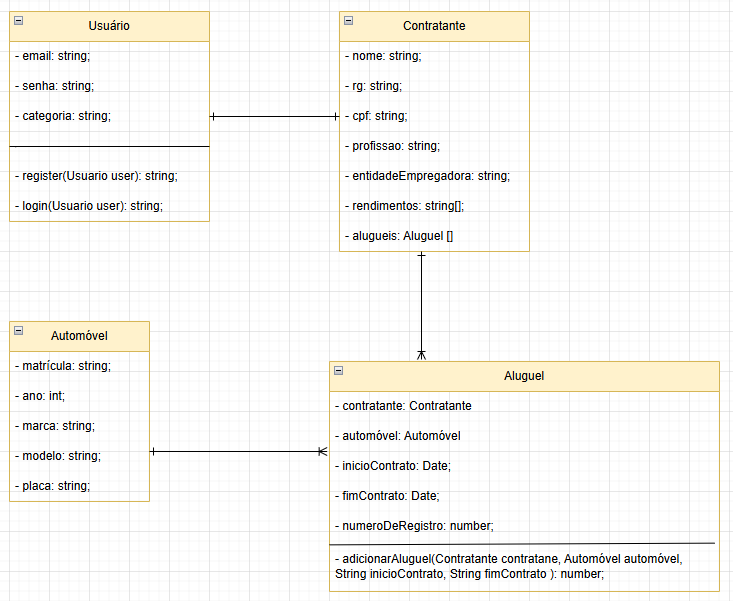 Usuário
- email: string;
- senha: string;
- categoria: string;
- register(Usuario user): string;
- login(Usuario user): string;
Contratante
- nome: string;
- rg: string;
- cpf: string;
- profissao: string;
- entidadeEmpregadora: string;
- rendimentos: string[];
- alugueis: Aluguel []
Automóvel
- matrícula: string;
- ano: int;
- marca: string;
- modelo: string;
- placa: string;
Aluguel
- contratante: Contratante
- automóvel: Automóvel
- inicioContrato: Date;
- fimContrato: Date;
- numeroDeRegistro: number;
- adicionarAluguel(Contratante contratane, Automóvel automóvel,
String inicioContrato, String fimContrato ): number;